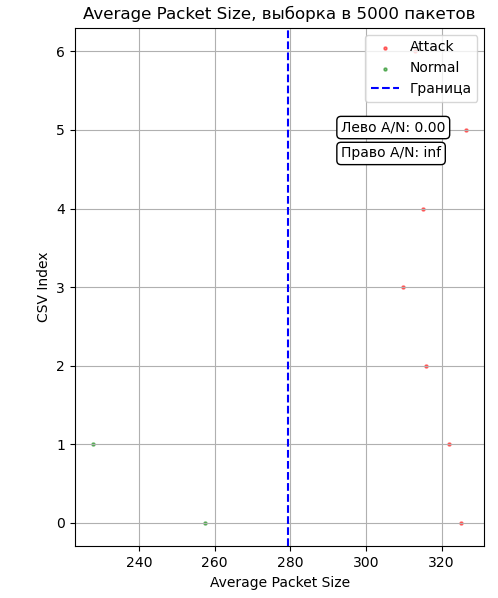 Average Packet Size, выборка в 5000 пакетов
Attack
Normal
Граница
Лево A/N: 0.00
Право A/N: inf
6
5
4
3
2
1
0
CSV Index
240
260
280
300
320
Average Packet Size